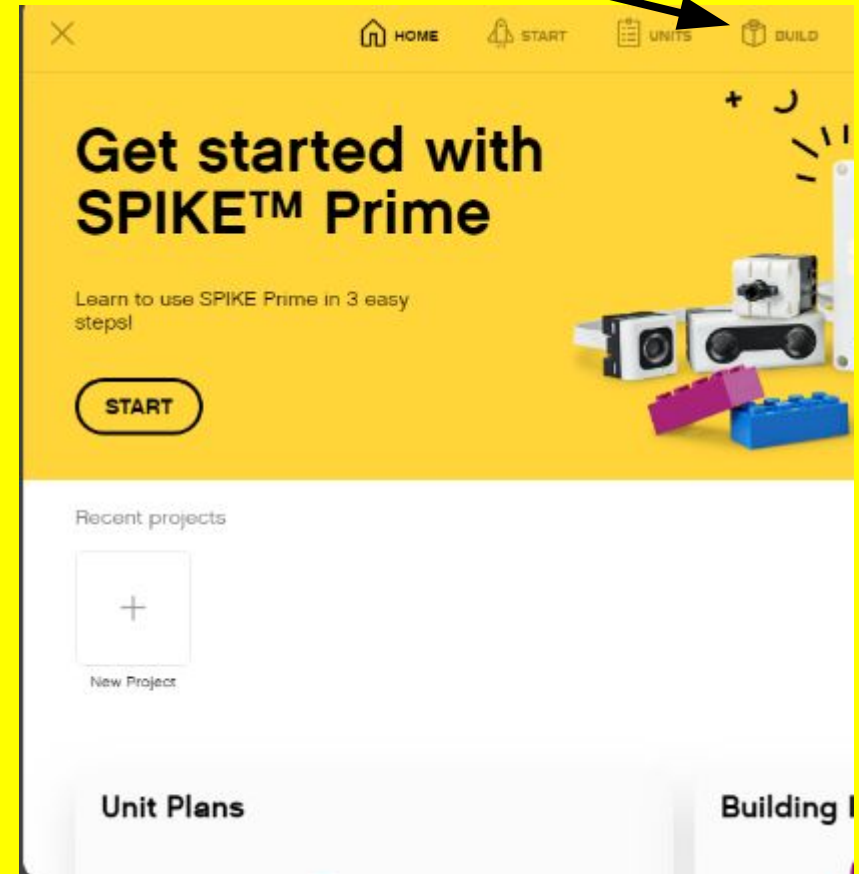 HOME START UNITS BUILD
Get started with
SPIKE™ Prime
Learn to use SPIKE Prime in 3 easy
steps!
START
Recent projects
New Project
Unit Plans
Building